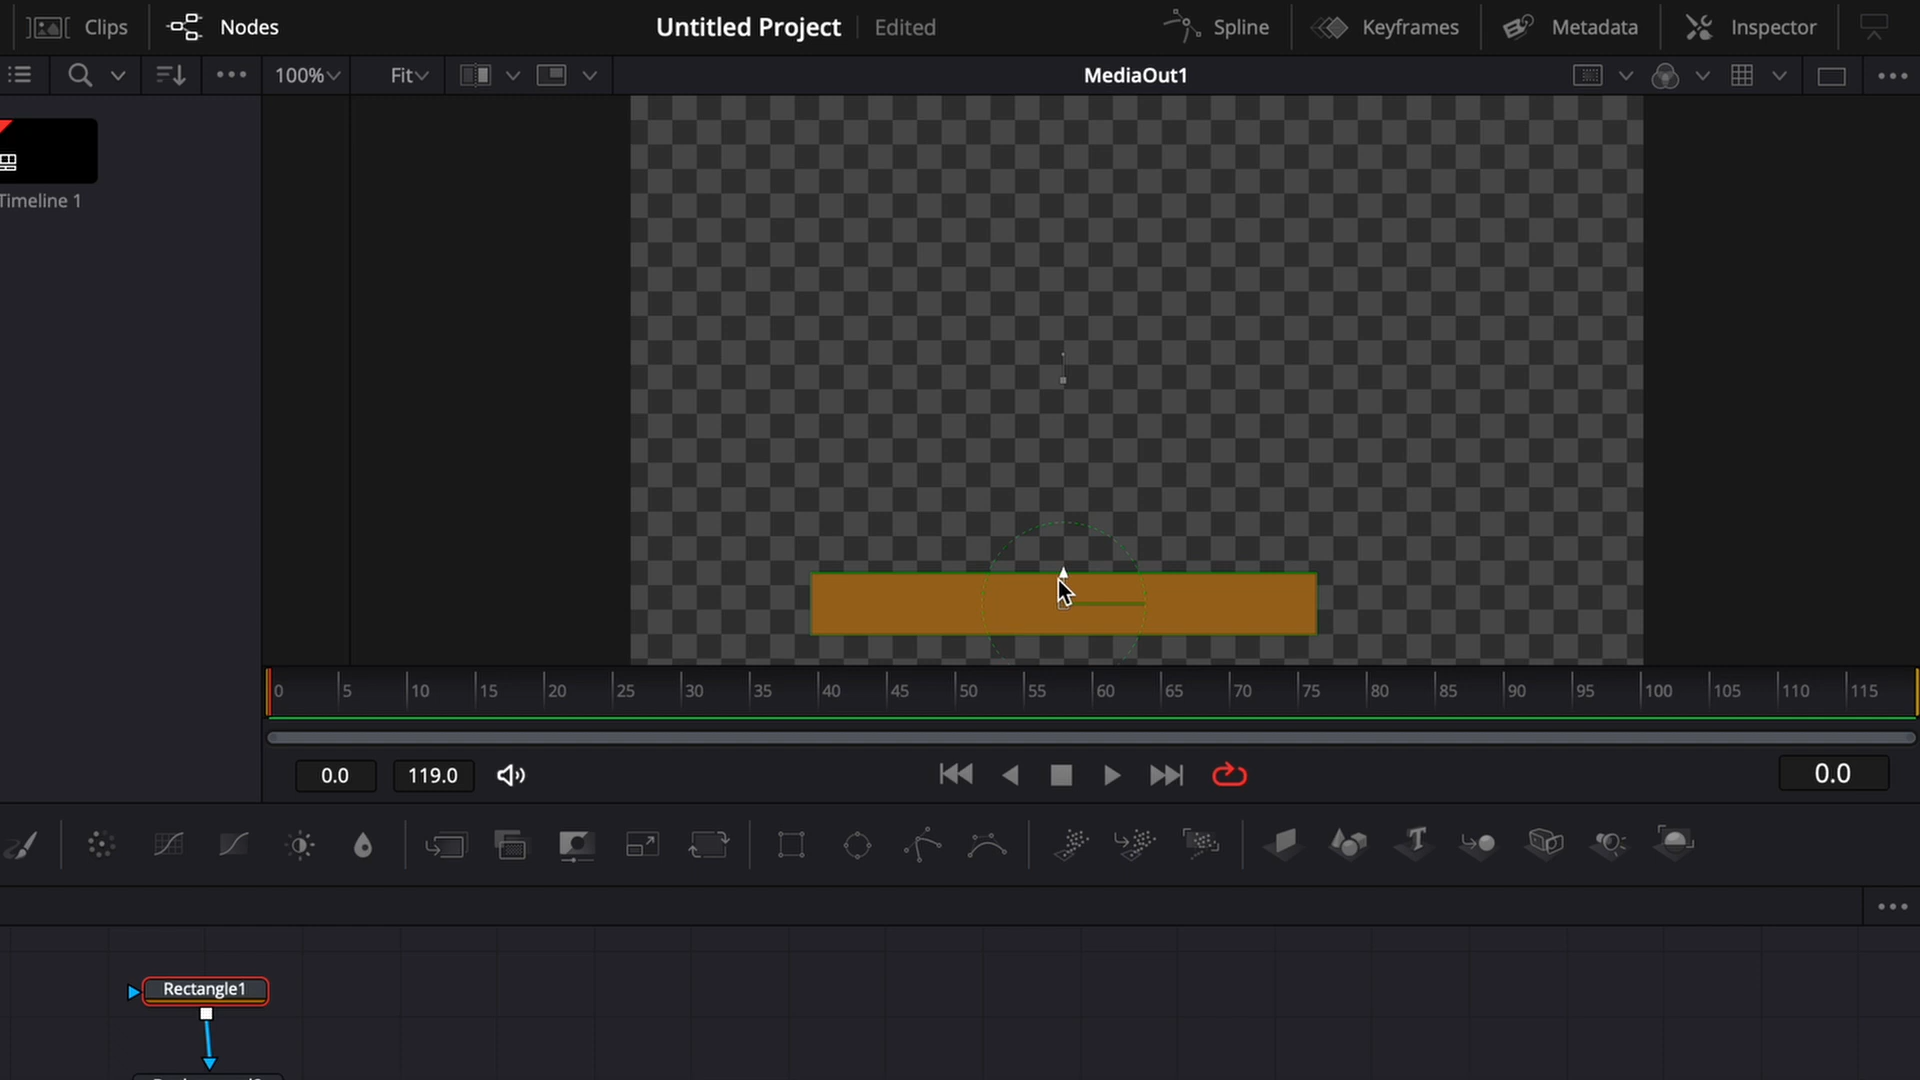 Clips
Nodes
Untitled Project
Edited
Spline
Keyframes
Metadata
Inspector
100%
Fit
MediaOut1
Timeline 1
0 5 10 15 20 25 30 35 40 45 50 55 60 65 70 75 80 85 90 95 100 105 110 115
0.0
119.0
0.0
Rectangle1